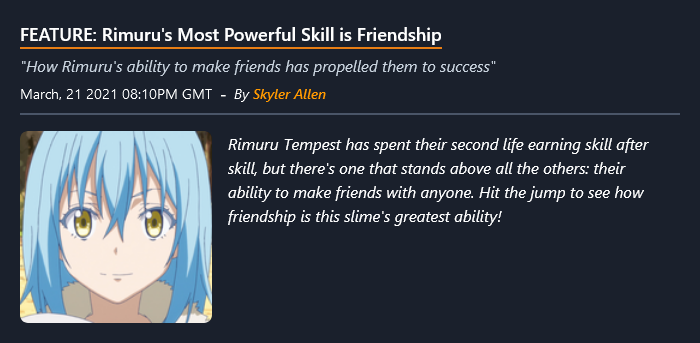 FEATURE: Rimuru's Most Powerful Skill is Friendship
"How Rimuru's ability to make friends has propelled them to success"
March, 21 2021 08:10PM GMT - By Skyler Allen
Rimuru Tempest has spent their second life earning skill after
skill, but there's one that stands above all the others: their
ability to make friends with anyone. Hit the jump to see how
friendship is this slime's greatest ability!